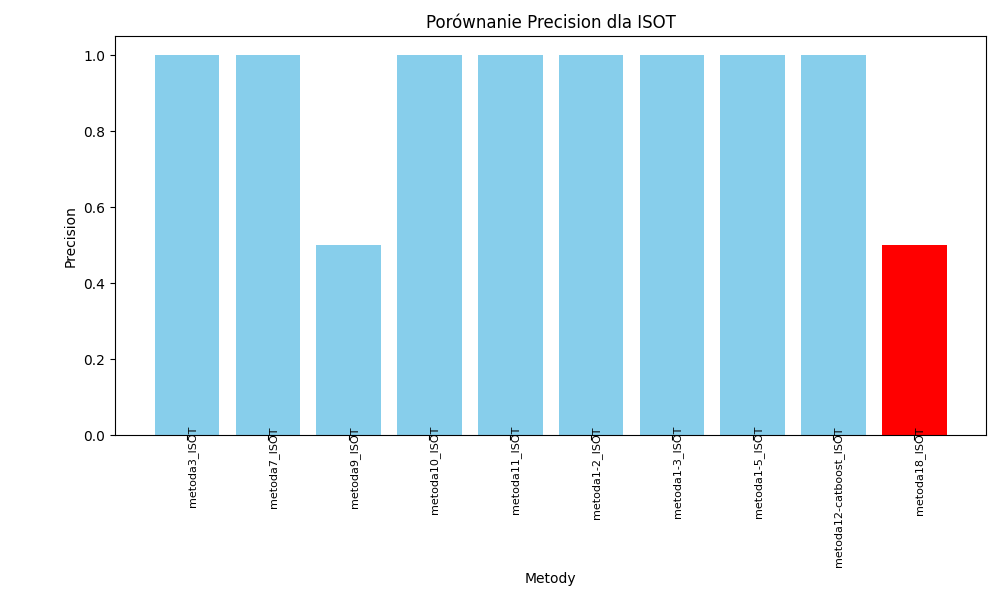 Porównanie Precision dla ISOT
Precision
1.0
0.8
0.6
0.4
0.2
0.0
metoda3_ISOT
metoda7_ISOT
metoda9_ISOT
metoda10_ISOT
metoda11_ISOT
metoda1-2_ISOT
metoda1-3_ISOT
metoda1-5_ISOT
metoda12-catboost_ISOT
metoda18_ISOT
Metody